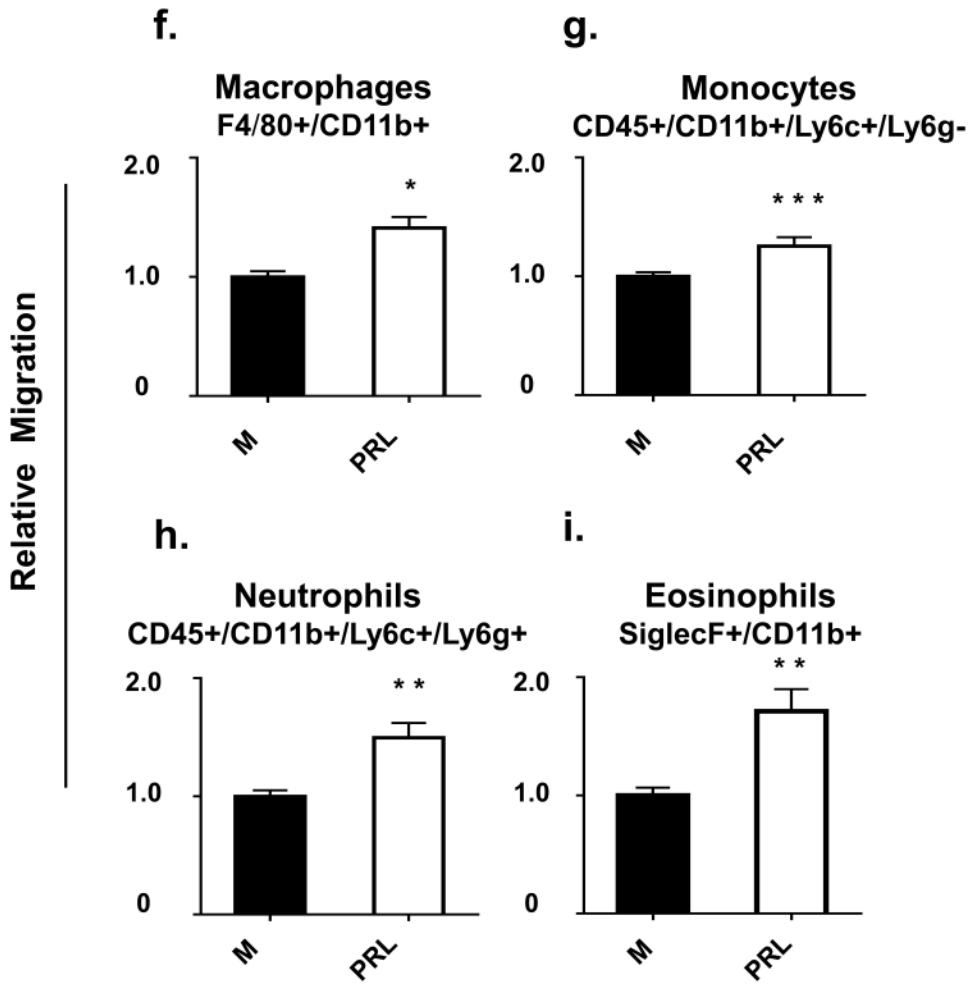 f.
Macrophages
F4/80+/CD11b+
2.0
*
1.0
0
M
PRL
g.
Monocytes
CD45+/CD11b+/Ly6c+/Ly6g-
2.0
* * *
1.0
0
M
PRL
Relative Migration
h.
Neutrophils
CD45+/CD11b+/Ly6c+/Ly6g+
2.0
* *
1.0
0
M
PRL
i.
Eosinophils
SiglecF+/CD11b+
* *
2.0
1.0
0
M
PRL